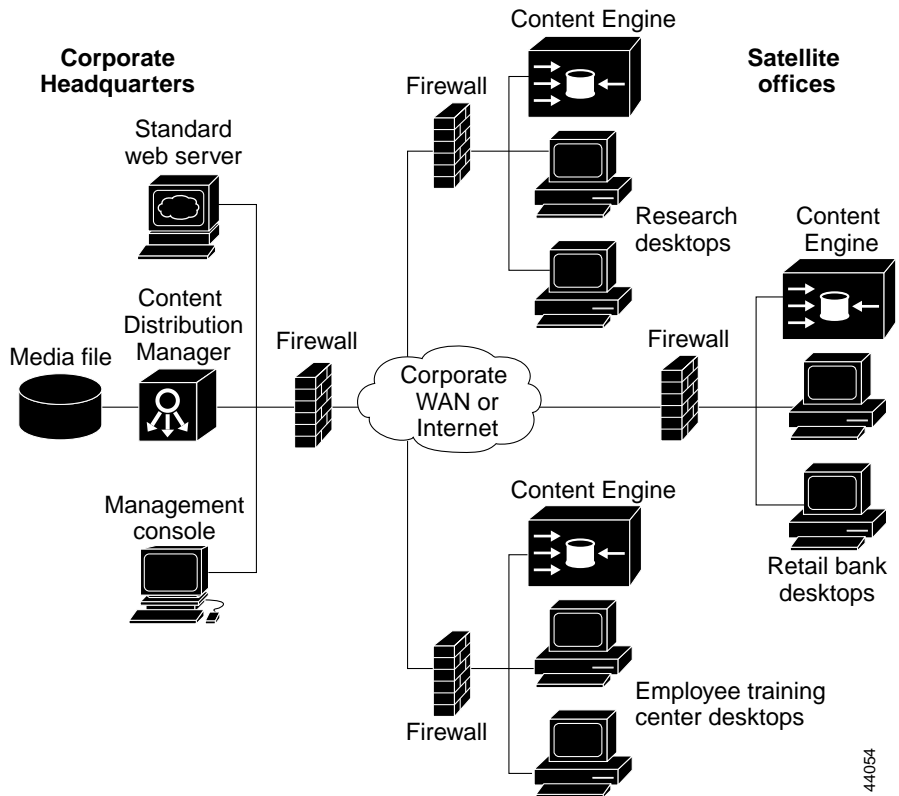 Corporate
Headquarters
Standard
web server
Content
Distribution
Manager
Media file
Management
console
Firewall
Corporate
WAN or
Internet
Firewall
Content Engine
Research
desktops
Satellite
offices
Firewall
Content
Engine
Retail bank
desktops
Content Engine
Firewall
Employee training
center desktops
44054